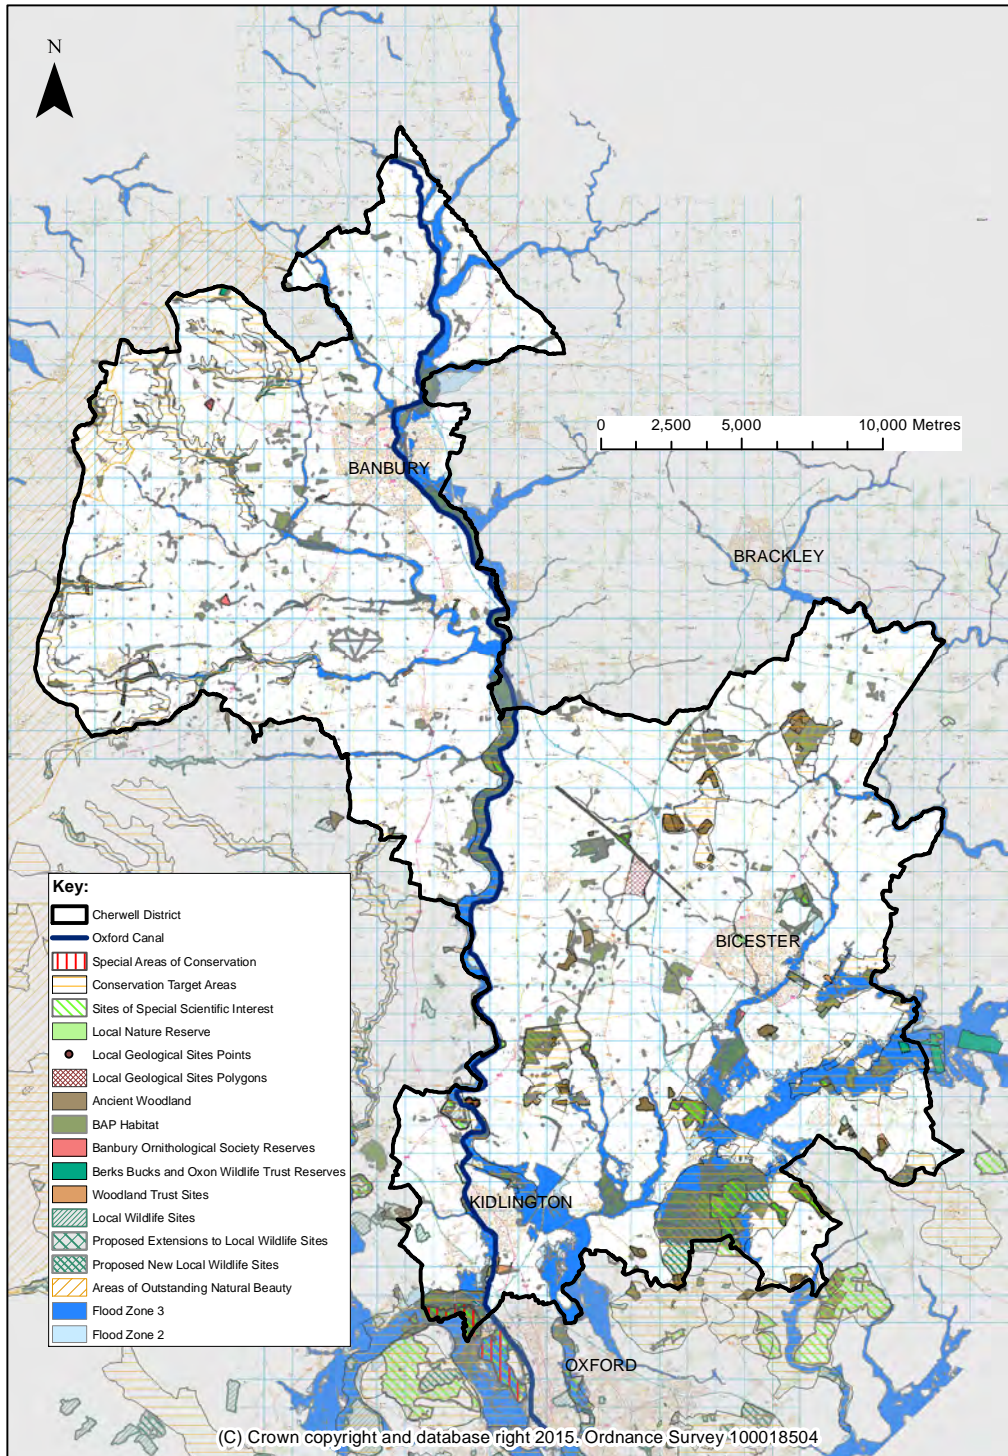 N
0 2,500 5,000 10,000 Metres
BANBURY
BRACKLEY
BICESTER
KIDLINGTON
OXFORD
Key:
Cherwell District
Oxford Canal
Special Areas of Conservation
Conservation Target Areas
Sites of Special Scientific Interest
Local Nature Reserve
Local Geological Sites Points
Local Geological Sites Polygons
Ancient Woodland
BAP Habitat
Banbury Ornithological Society Reserves
Berks Bucks and Oxon Wildlife Trust Reserves
Woodland Trust Sites
Local Wildlife Sites
Proposed Extensions to Local Wildlife Sites
Proposed New Local Wildlife Sites
Areas of Outstanding Natural Beauty
Flood Zone 3
Flood Zone 2
(C) Crown copyright and database right 2015. Ordnance Survey 100018504